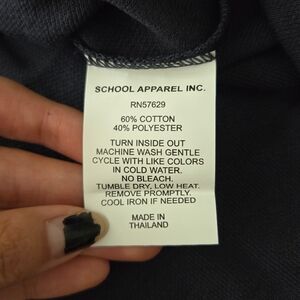 SCHOOL APPAREL INC.
RN57629
60% COTTON
40% POLYESTER
TURN INSIDE OUT
MACHINE WASH GENTLE
CYCLE WITH LIKE COLORS
IN COLD WATER.
NO BLEACH.
TUMBLE DRY, LOW HEAT.
REMOVE PROMPTLY.
COOL IRON IF NEEDED
MADE IN
THAILAND